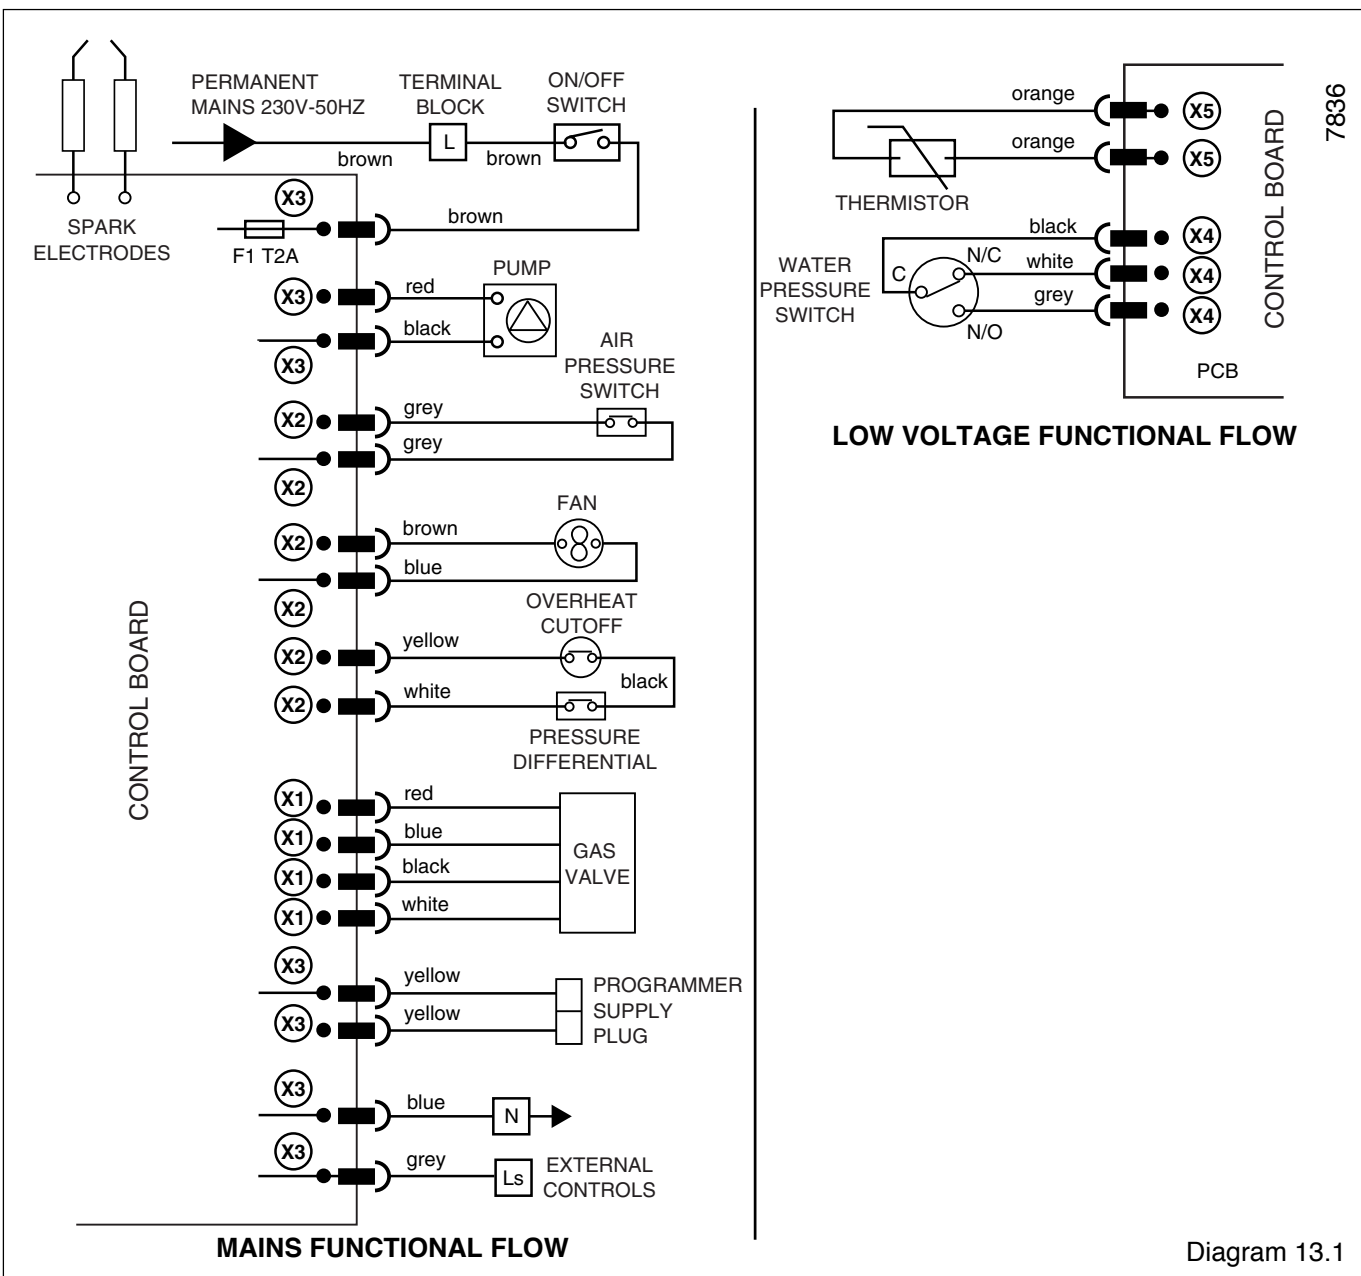 PERMANENT
MAINS 230V-50HZ
TERMINAL
BLOCK
ON/OFF
SWITCH
L
brown
brown
SPARK
ELECTRODES
X3
brown
F1 T2A
X3
red
PUMP
black
X3
AIR
PRESSURE
SWITCH
X2
grey
grey
X2
FAN
X2
brown
blue
X2
OVERHEAT
CUTOFF
X2
yellow
black
X2
white
PRESSURE
DIFFERENTIAL
CONTROL BOARD
X1
red
X1
blue
X1
black
X1
white
GAS
VALVE
X3
yellow
X3
yellow
PROGRAMMER
SUPPLY
PLUG
X3
blue
N
X3
grey
Ls
EXTERNAL
CONTROLS
MAINS FUNCTIONAL FLOW
orange
X5
orange
X5
THERMISTOR
black
X4
WATER
PRESSURE
SWITCH
C
N/C
white
X4
grey
X4
N/O
CONTROL BOARD
PCB
7836
LOW VOLTAGE FUNCTIONAL FLOW
Diagram 13.1